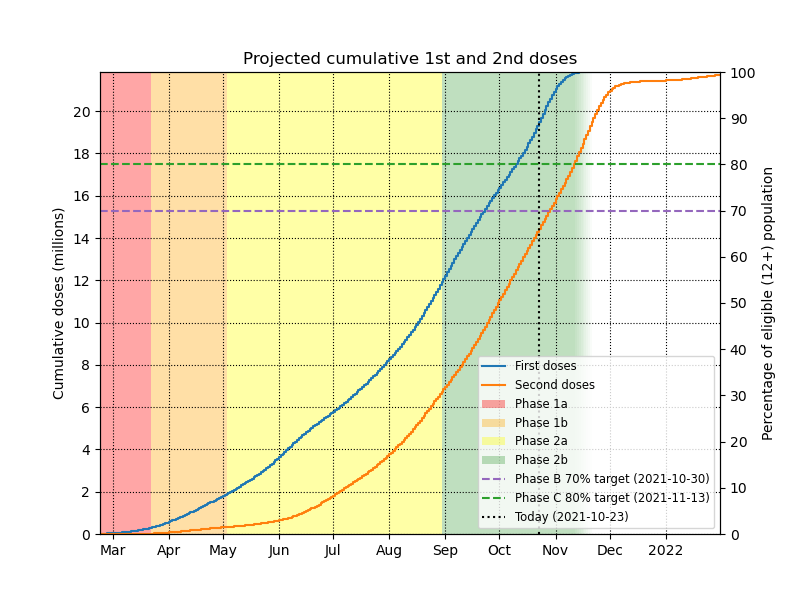 Projected cumulative 1st and 2nd doses
Cumulative doses (millions)
20
18
16
14
12
10
8
6
4
2
0
100
90
80
70
60
50
40
30
20
10
0
Percentage of eligible (12+) population
First doses
Second doses
Phase 1a
Phase 1b
Phase 2a
Phase 2b
Phase B 70% target (2021-10-30)
Phase C 80% target (2021-11-13)
Today (2021-10-23)
Mar Apr May Jun Jul Aug Sep Oct Nov Dec 2022